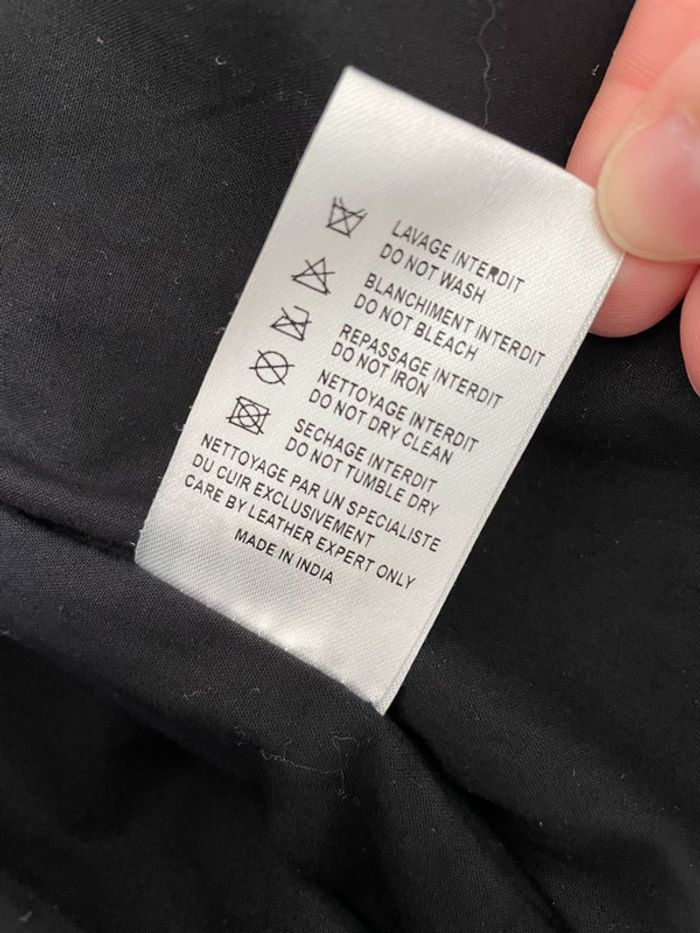 LAVAGE INTERDIT
DO NOT WASH
BLANCHIMENT INTERDIT
DO NOT BLEACH
REPASSAGE INTERDIT
DO NOT IRON
NETTOYAGE INTERDIT
DO NOT DRY CLEAN
SECHAGE INTERDIT
DO NOT TUMBLE DRY
NETTOYAGE PAR UN SPECIALISTE
DU CUIR EXCLUSIVEMENT
CARE BY LEATHER EXPERT ONLY
MADE IN INDIA